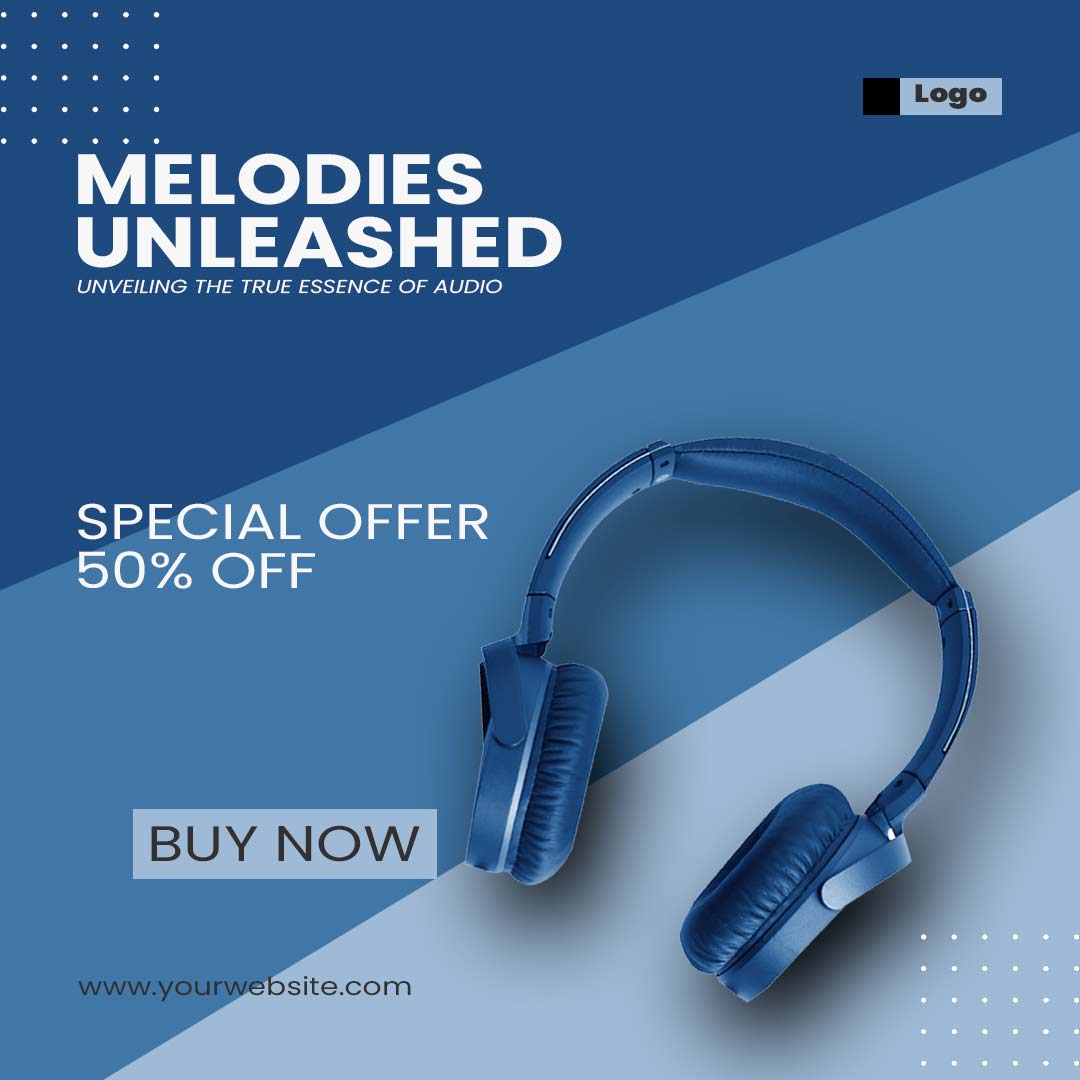 Logo
MELODIES
UNLEASHED
UNVEILING THE TRUE ESSENCE OF AUDIO
SPECIAL OFFER
50% OFF
BUY NOW
www.yourwebsite.com